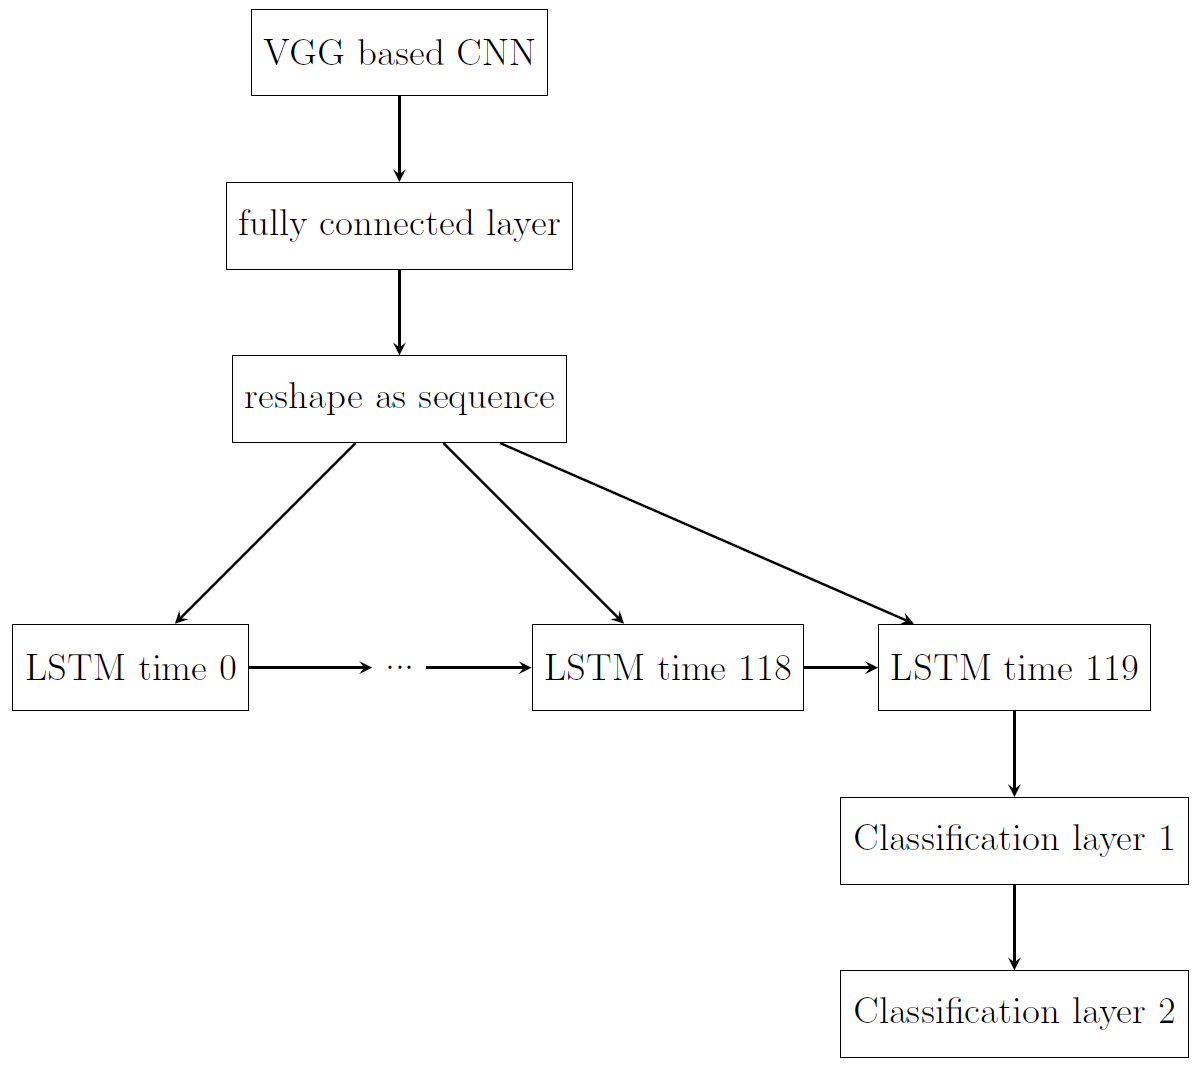 VGG based CNN
fully connected layer
reshape as sequence
LSTM time 0
...
LSTM time 118
LSTM time 119
Classification layer 1
Classification layer 2